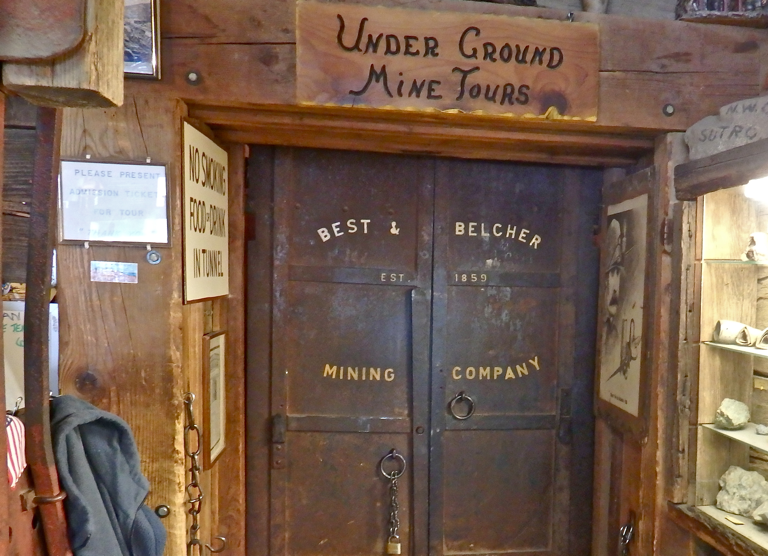 Under Ground
Mine Tours
N.W.C
SUTRO
NO SMOKING
FOOD or DRINK
IN TUNNEL
PLEASE PRESENT
ADMISSION TICKET
FOR TOUR
BEST & BELCHER
EST. 1859
MINING COMPANY